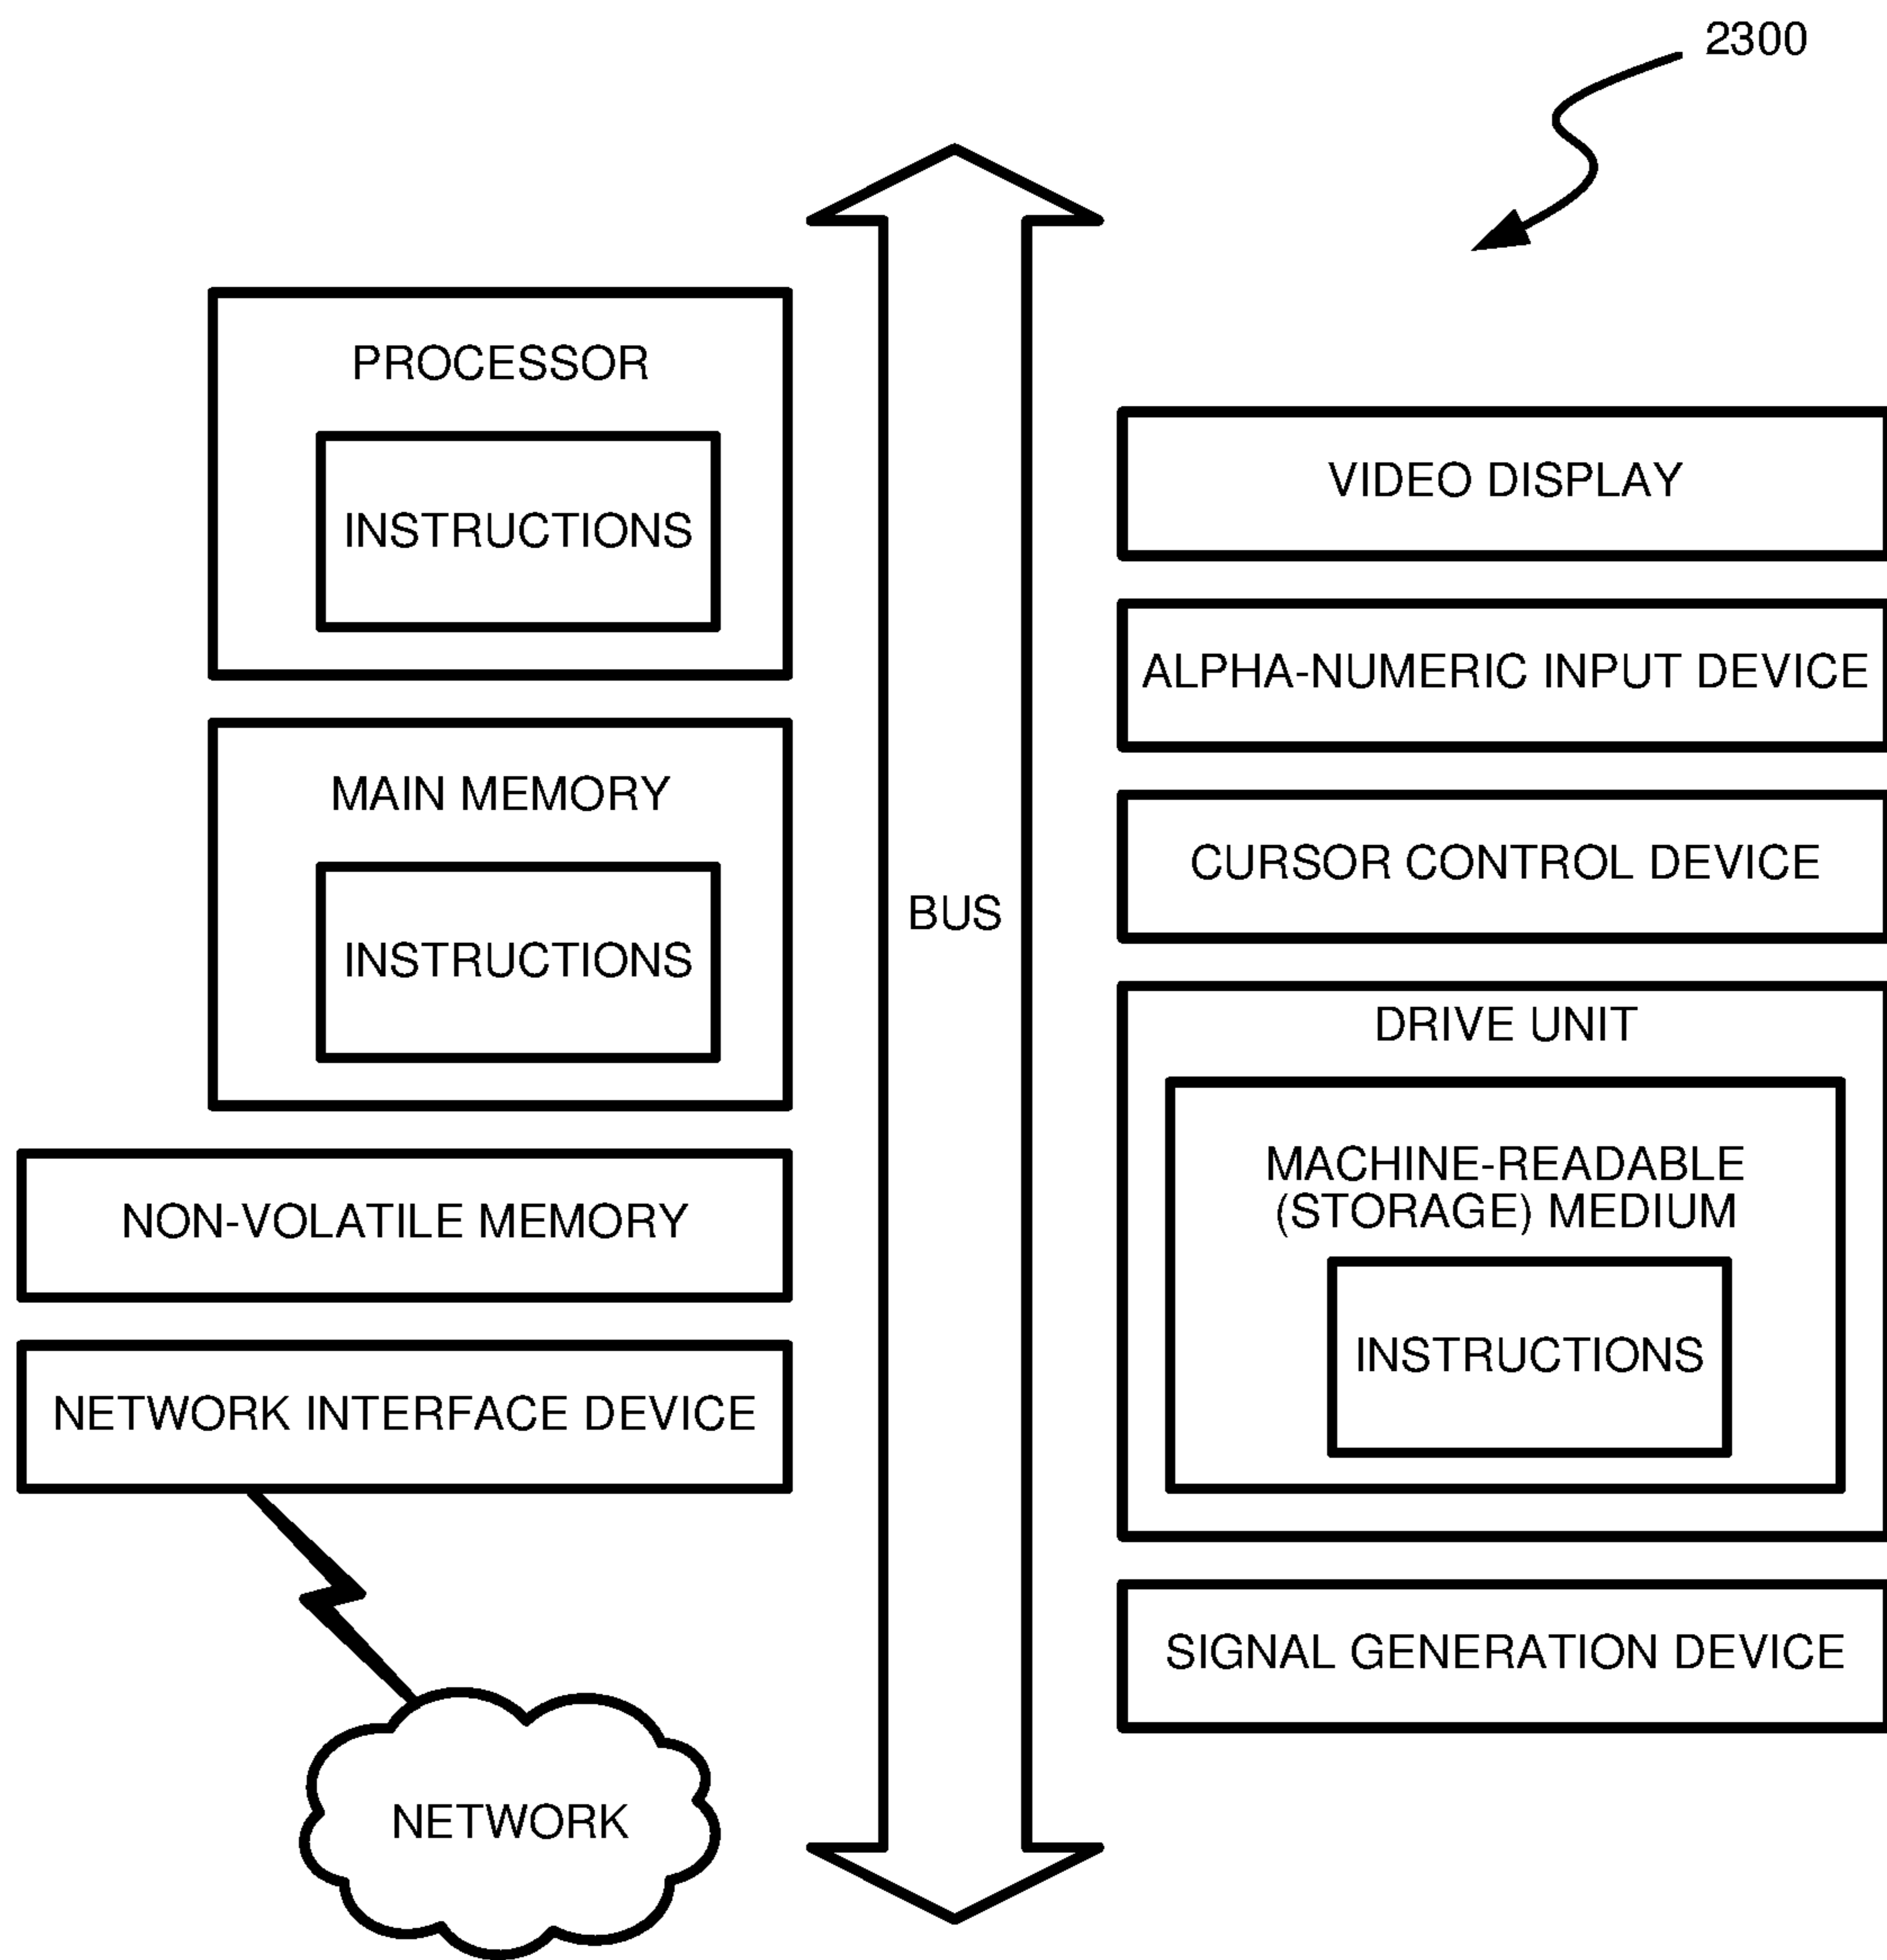 2300
PROCESSOR
INSTRUCTIONS
MAIN MEMORY
INSTRUCTIONS
NON-VOLATILE MEMORY
NETWORK INTERFACE DEVICE
NETWORK
BUS
VIDEO DISPLAY
ALPHA-NUMERIC INPUT DEVICE
CURSOR CONTROL DEVICE
DRIVE UNIT
MACHINE-READABLE
(STORAGE) MEDIUM
INSTRUCTIONS
SIGNAL GENERATION DEVICE